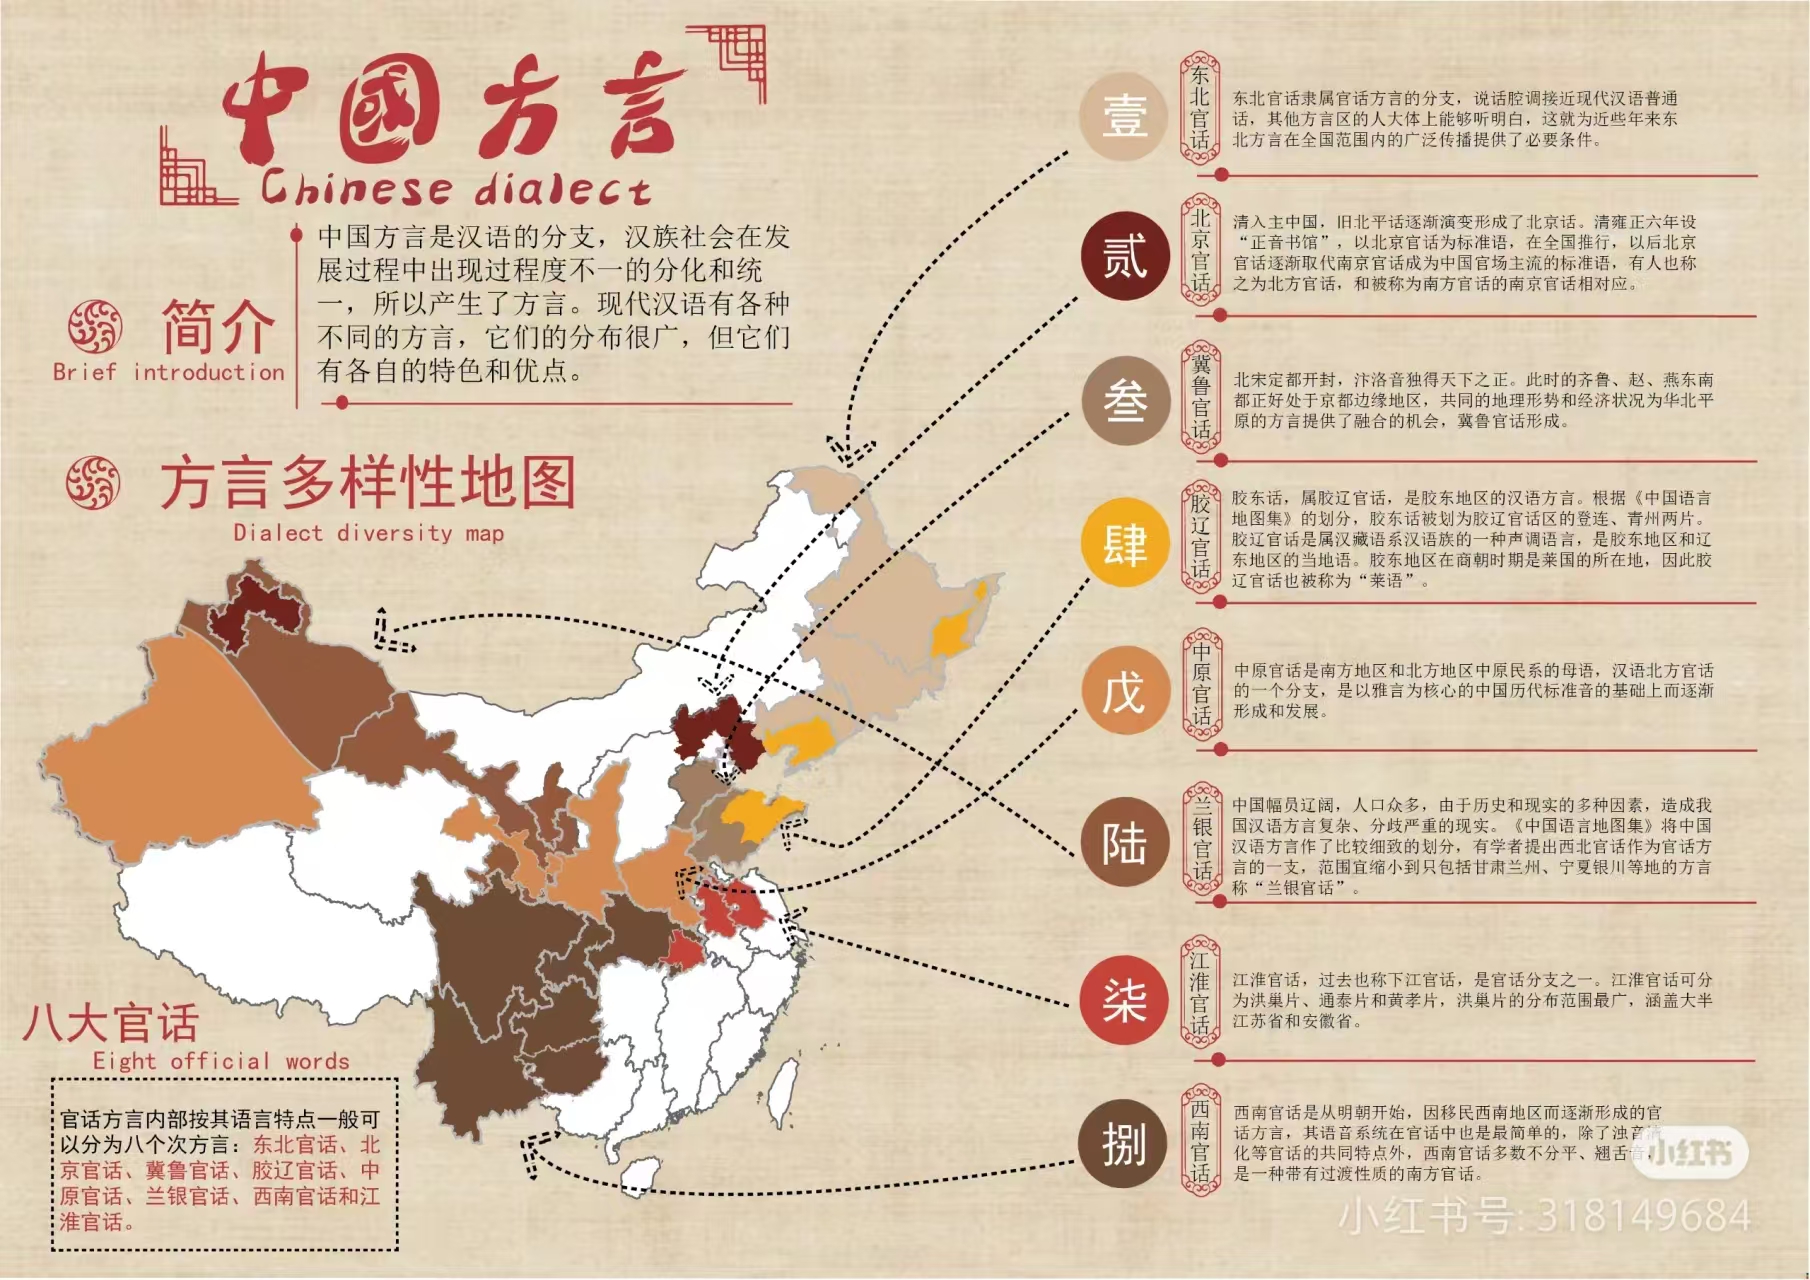 中國方言
Chinese dialect
简介
Brief introduction
中国方言是汉语的分支，汉族社会在发
展过程中出现过程度不一的分化和统
一，所以产生了方言。现代汉语有各种
不同的方言，它们的分布很广，但它们
有各自的特色和优点。
方言多样性地图
Dialect diversity map
八大官话
Eight official words
官话方言内部按其语言特点一般可
以分为八个次方言：东北官话、北
京官话、冀鲁官话、胶辽官话、中
原官话、兰银官话、西南官话和江
淮官话。
壹
东北官话
东北官话隶属官话方言的分支，说话腔调接近现代汉语普通
话，其他方言区的人大体上能够听明白，这就为近些年来东
北方言在全国范围内的广泛传播提供了必要条件。
贰
北京官话
清入主中国，旧北平话逐渐演变形成了北京话。清雍正六年设
“正音书馆”，以北京官话为标准语，在全国推行，以后北京
官话逐渐取代南京官话成为中国官场主流的标准语，有人也称
之为北方官话，和被称为南方官话的南京官话相对应。
叁
冀鲁官话
北宋定都开封，汴洛音独得天下之正。此时的齐鲁、赵、燕东南
都正好处于京都边缘地区，共同的地理形势和经济状况为华北平
原的方言提供了融合的机会，冀鲁官话形成。
肆
胶辽官话
胶东话，属胶辽官话，是胶东地区的汉语方言。根据《中国语言
地图集》的划分，胶东话被划为胶辽官话区的登连、青州两片。
胶辽官话是属汉藏语系汉语族的一种声调语言，是胶东地区和辽
东地区的当地语。胶东地区在商朝时期是莱国的所在地，因此胶
辽官话也被称为“莱语”。
戊
中原官话
中原官话是南方地区和北方地区中原民系的母语，汉语北方官话
的一个分支，是以雅言为核心的中国历代标准音的基础上而逐渐
形成和发展。
陆
兰银官话
中国幅员辽阔，人口众多，由于历史和现实的多种因素，造成我
国汉语方言复杂、分歧严重的现实。《中国语言地图集》将中国
汉语方言作了比较细致的划分，有学者提出西北官话作为官话方
言的一支，范围宜缩小到只包括甘肃兰州、宁夏银川等地的方言
称“兰银官话”。
柒
江淮官话
江淮官话，过去也称下江官话，是官话分支之一。江淮官话可分
为洪巢片、通泰片和黄孝片，洪巢片的分布范围最广，涵盖大半
江苏省和安徽省。
捌
西南官话
西南官话是从明朝开始，因移民西南地区而逐渐形成的官
话方言，其语音系统在官话中也是最简单的，除了浊音清
化等官话的共同特点外，西南官话多数不分平、翘舌音，
是一种带有过渡性质的南方官话。
小红书
小红书号: 318149684